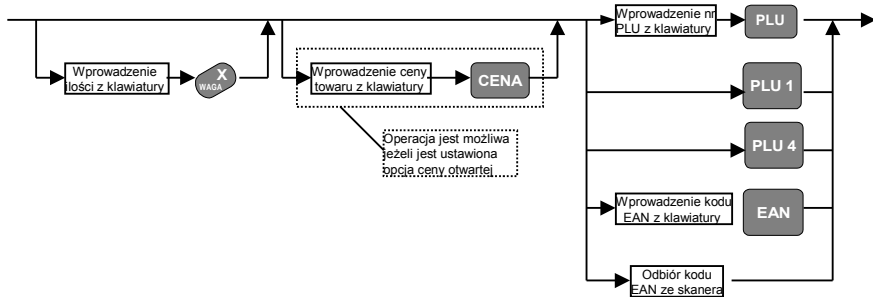 Wprowadzenie
ilości z klawiatury
X
WAGA
Wprowadzenie ceny
towaru z klawiatury
CENA
Operacja jest możliwa
jeżeli jest ustawiona
opcja ceny otwartej
Wprowadzenie nr
PLU z klawiatury
PLU
PLU 1
PLU 4
Wprowadzenie kodu
EAN z klawiatury
EAN
Odbiór kodu
EAN ze skanera